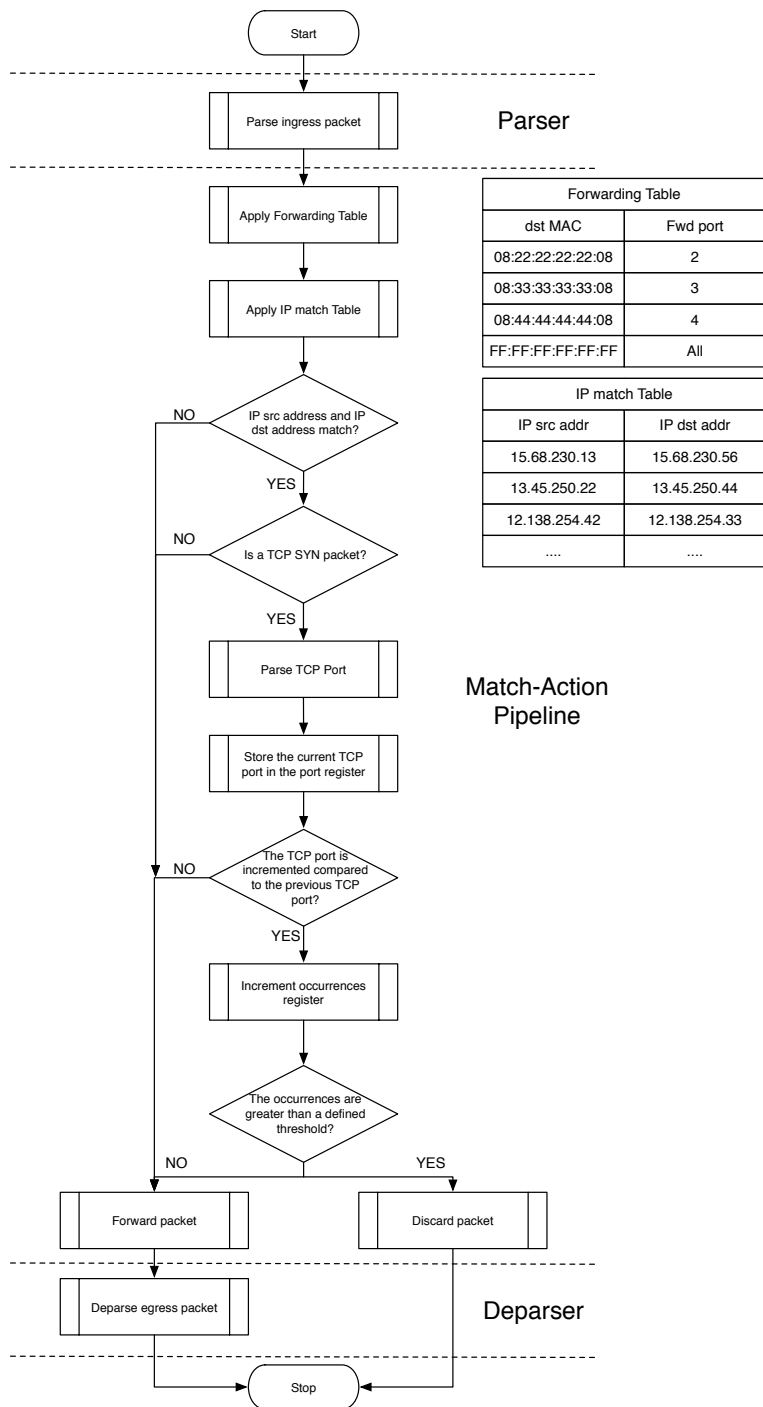 Start
Parse ingress packet
Parser
Apply Forwarding Table
Forwarding Table
dst MAC Fwd port
08:22:22:22:22:08 2
08:33:33:33:33:08 3
08:44:44:44:44:08 4
FF:FF:FF:FF:FF:FF All
Apply IP match Table
IP match Table
IP src addr IP dst addr
15.68.230.13 15.68.230.56
13.45.250.22 13.45.250.44
12.138.254.42 12.138.254.33
.... ....
NO
IP src address and IP
dst address match?
YES
NO
Is a TCP SYN packet?
YES
Parse TCP Port
Match-Action
Pipeline
Store the current TCP
port in the port register
NO
The TCP port is
incremented compared
to the previous TCP
port?
YES
Increment occurrences
register
The occurrences are
greater than a defined
threshold?
NO
YES
Forward packet
Discard packet
Deparse egress packet
Deparser
Stop